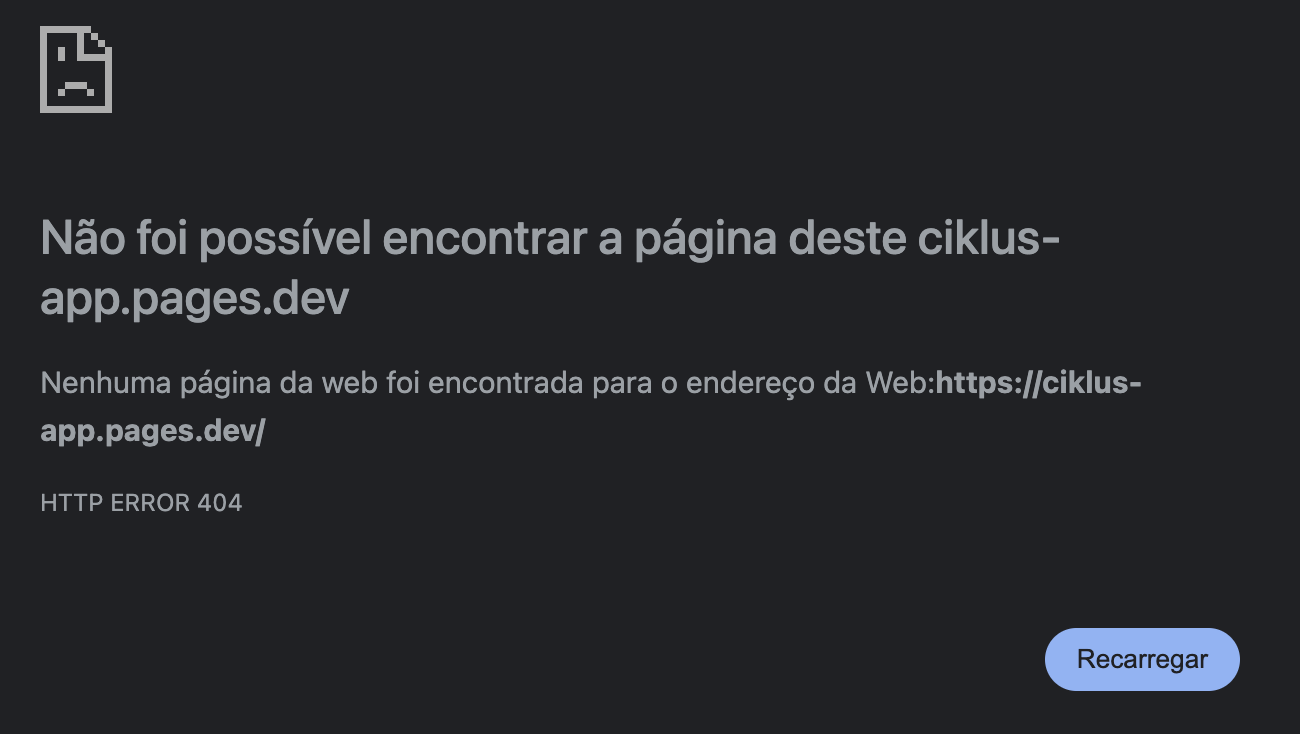 Não foi possível encontrar a página deste ciklus-
app.pages.dev
Nenhuma página da web foi encontrada para o endereço da Web:https://ciklus-
app.pages.dev/
HTTP ERROR 404
Recarregar